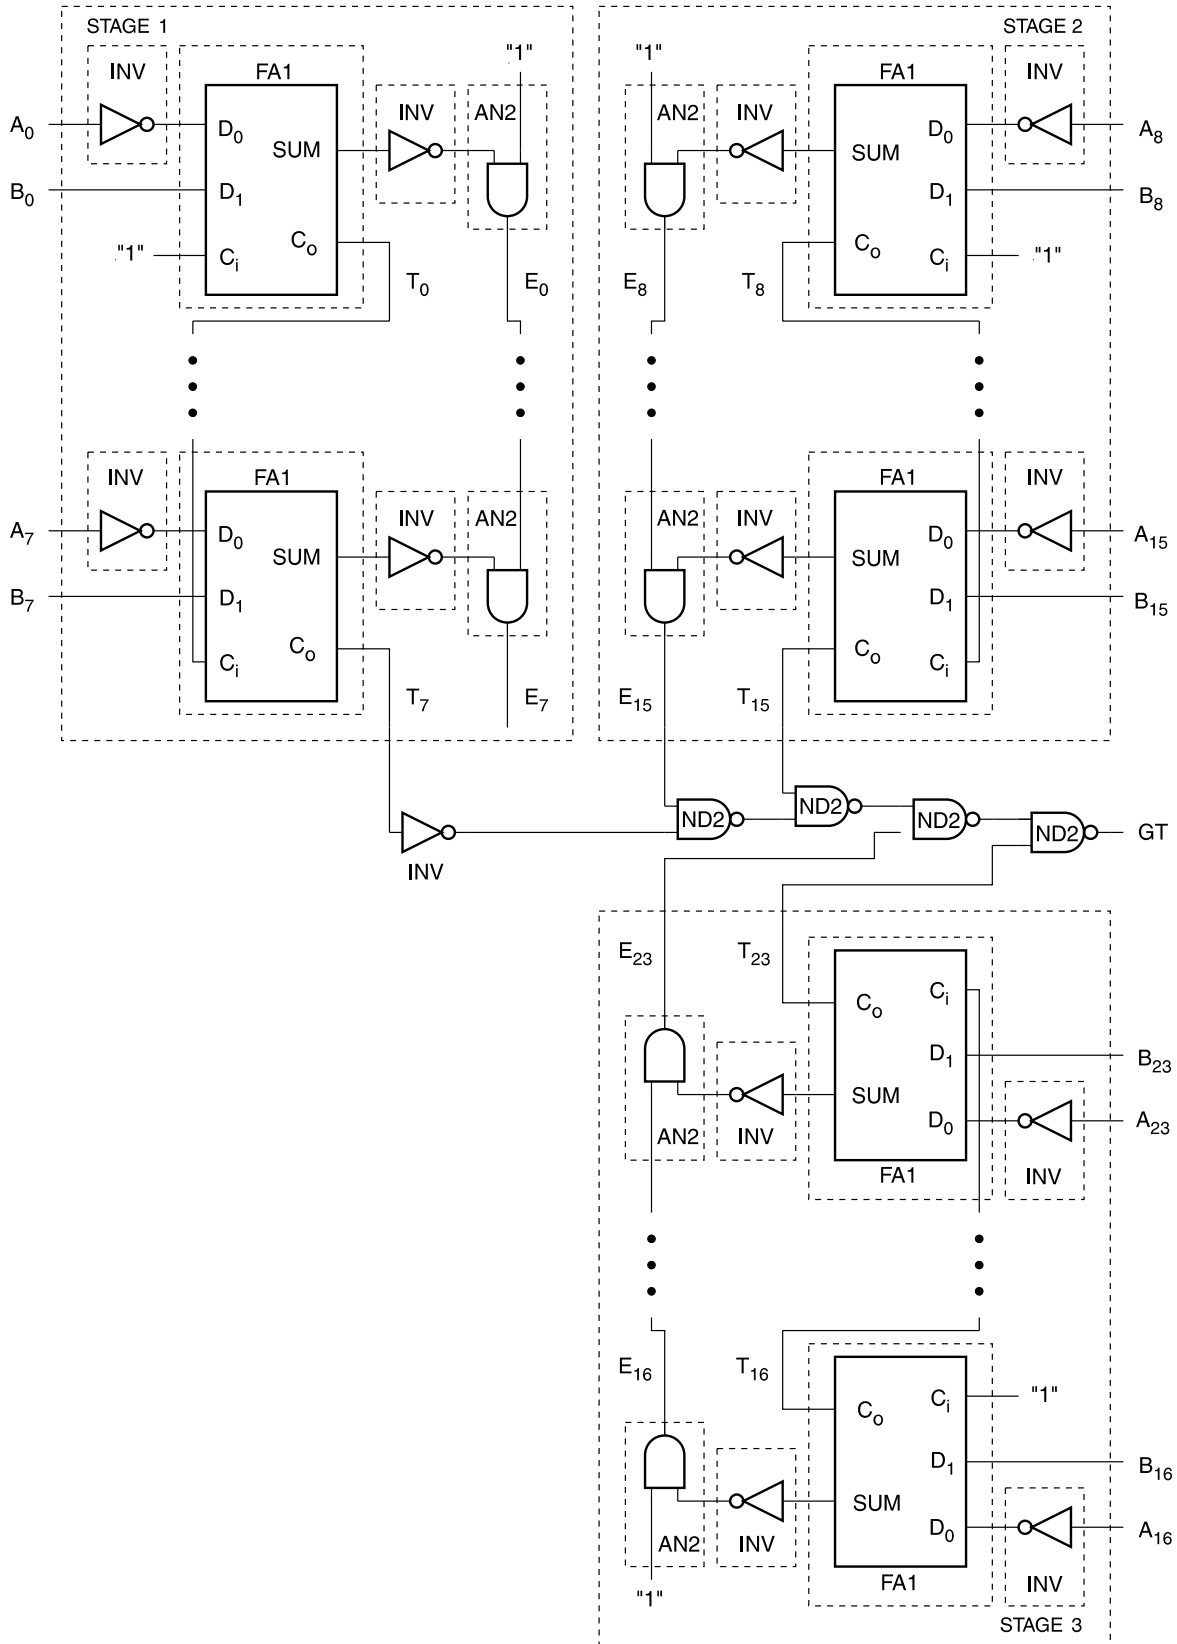 STAGE 1
INV
FA1
"1"
A0
D0
SUM
INV
AN2
B0
D1
"1"
Ci
Co
T0
E0
INV
FA1
A7
D0
SUM
INV
AN2
B7
D1
Ci
Co
T7
E7
STAGE 2
"1"
FA1
INV
AN2
INV
D0
A8
SUM
D1
B8
Co
Ci
"1"
E8
T8
FA1
INV
AN2
INV
D0
A15
SUM
D1
B15
Co
Ci
E15
T15
INV
ND2
ND2
ND2
ND2
GT
E23
T23
Ci
Co
D1
B23
SUM
D0
A23
AN2
INV
FA1
INV
E16
T16
Ci
"1"
Co
D1
B16
SUM
D0
A16
AN2
INV
FA1
INV
"1"
STAGE 3